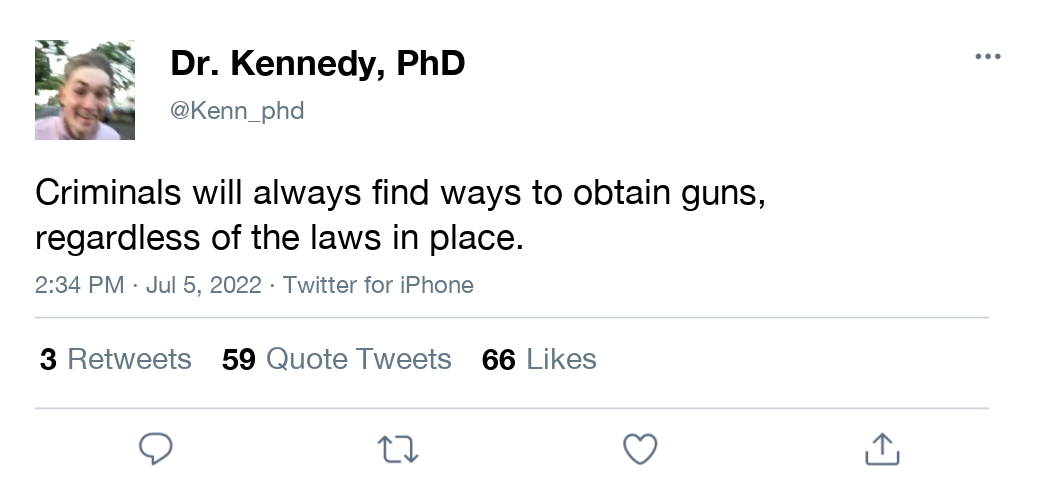 Dr. Kennedy, PhD
@Kenn_phd
Criminals will always find ways to obtain guns,
regardless of the laws in place.
2:34 PM · Jul 5, 2022 · Twitter for iPhone
3 Retweets 59 Quote Tweets 66 Likes